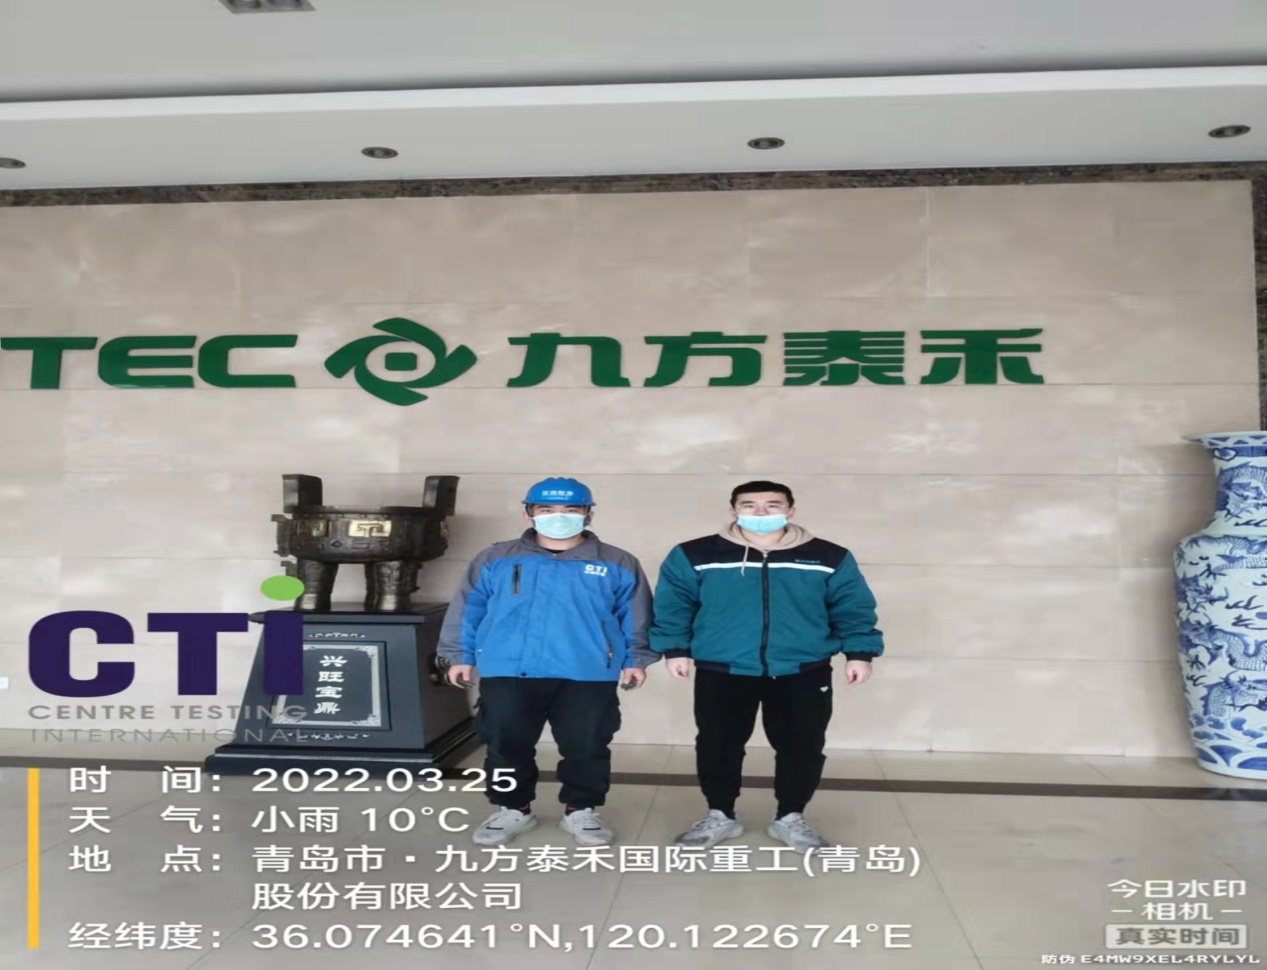 TEC 九方泰禾
CTI
兴旺宝鼎
CTI
CENTRE TESTING
INTERNATIONAL
时 间：2022.03.25
天 气：小雨 10°C
地 点：青岛市·九方泰禾国际重工(青岛)
股份有限公司
经纬度：36.074641°N,120.122674°E
今日水印
相机
真实时间
防伪 E4MW9XEL4RYLYL